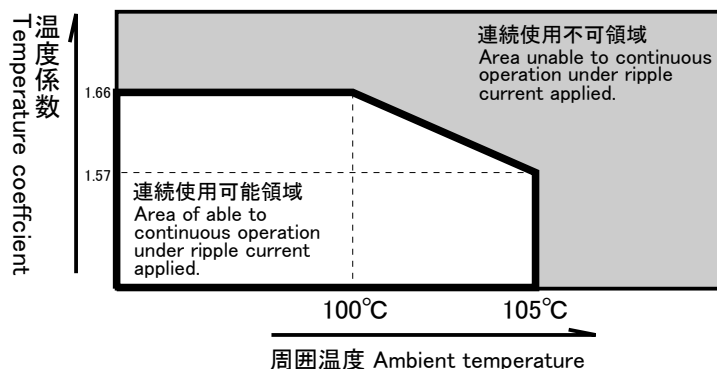 温度係数
Temperature coeffcient
連続使用不可領域
Area unable to continuous
operation under ripple
current applied.
1.66
1.57
連続使用可能領域
Area of able to
continuous operation
under ripple current
applied.
100℃
105℃
周囲温度 Ambient temperature